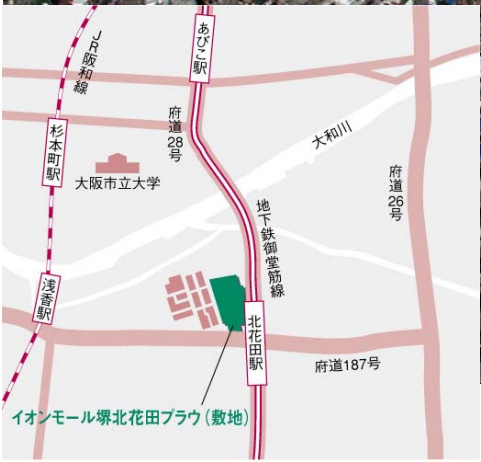 あびこ駅
JR阪和線
府道28号
大和川
杉本町駅
大阪市立大学
府道26号
地下鉄御堂筋線
浅香駅
北花田駅
府道187号
イオンモール堺北花田プラウ(敷地)